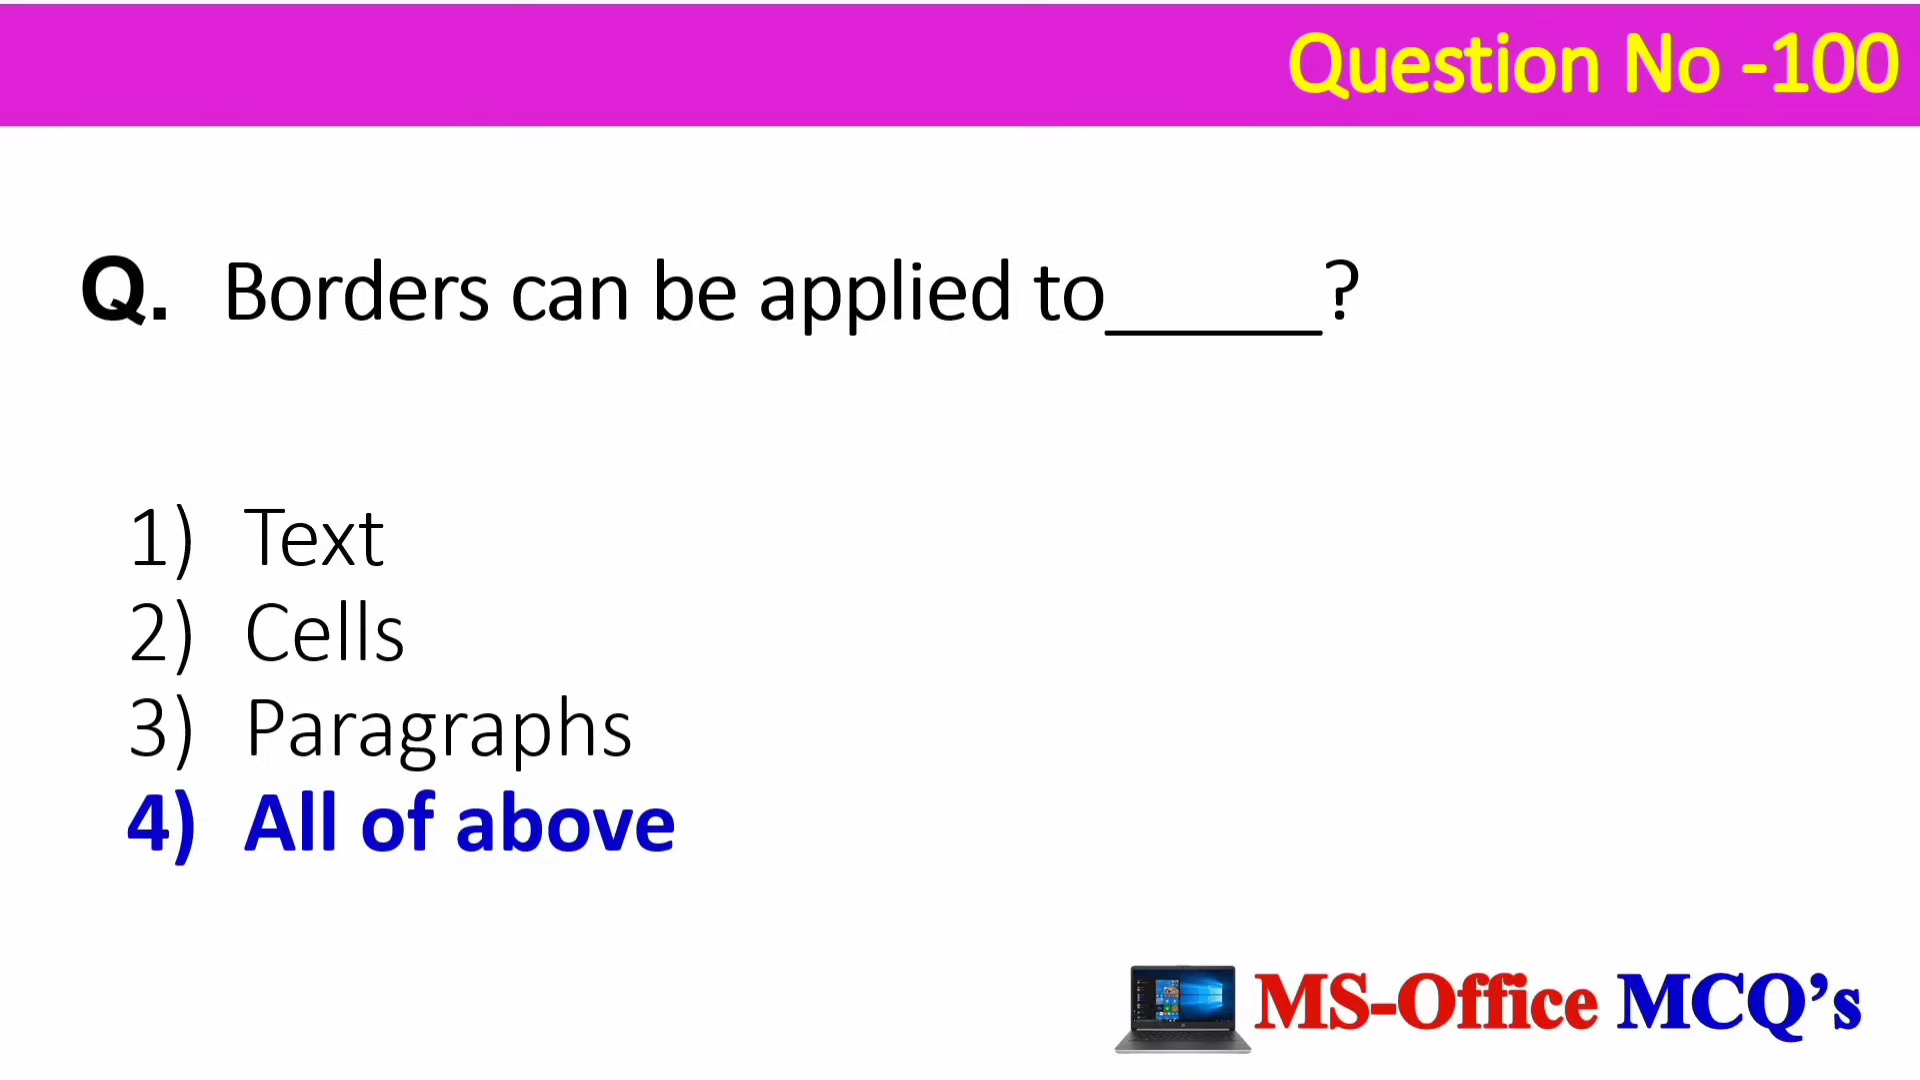 Question No -100
Q. Borders can be applied to______?
1) Text
2) Cells
3) Paragraphs
4) All of above
MS-Office MCQ’s